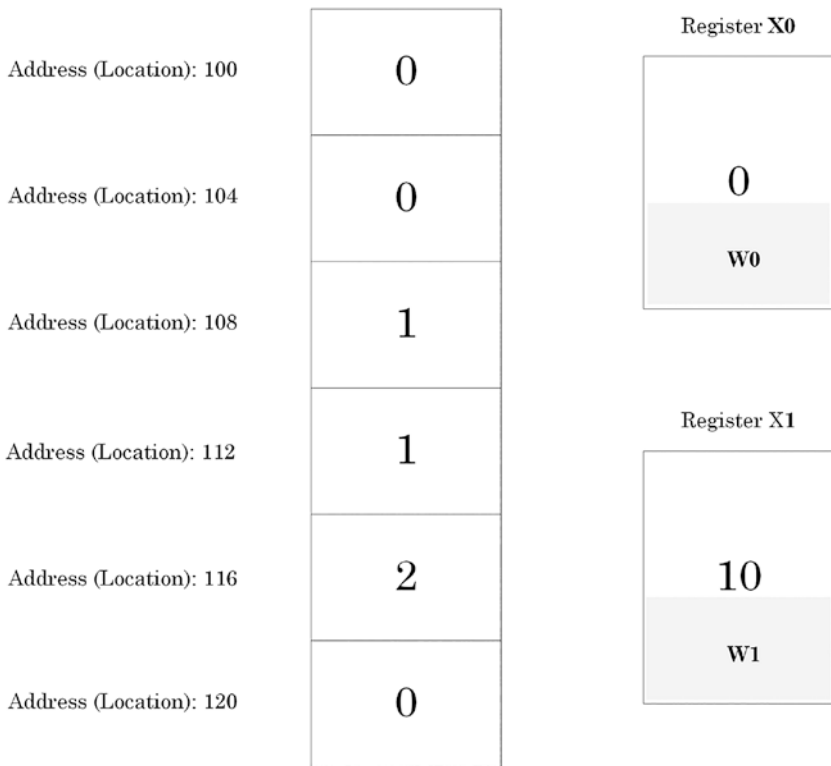 Register X0
Address (Location): 100
0
0
Address (Location): 104
0
W0
Address (Location): 108
1
Register X1
Address (Location): 112
1
Address (Location): 116
2
10
W1
Address (Location): 120
0